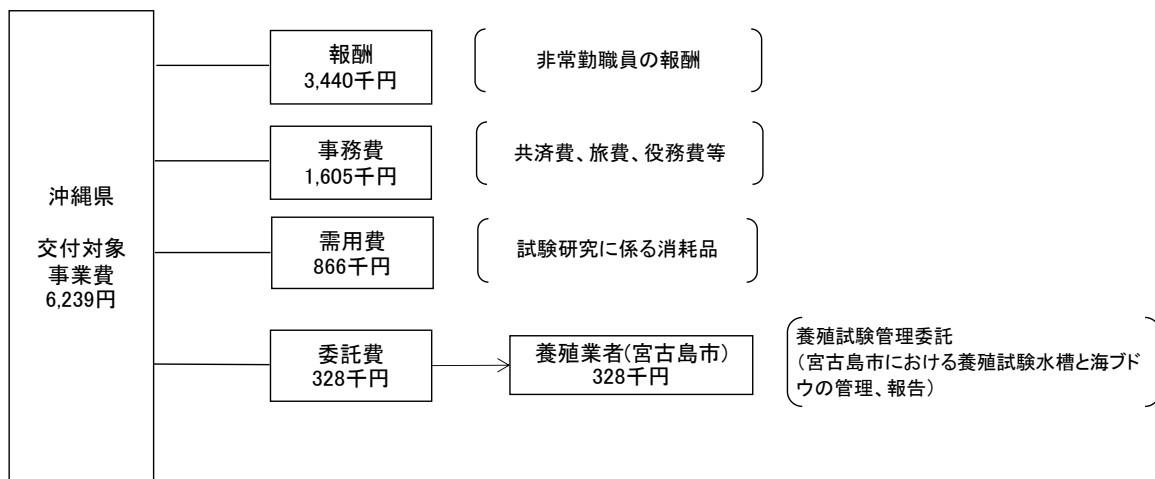 沖縄県
交付対象
事業費
6,239円
報酬
3,440千円
非常勤職員の報酬
事務費
1,605千円
共済費、旅費、役務費等
需用費
866千円
試験研究に係る消耗品
委託費
328千円
養殖業者(宮古島市)
328千円
養殖試験管理委託
(宮古島市における養殖試験水槽と海ブド
ウの管理、報告)